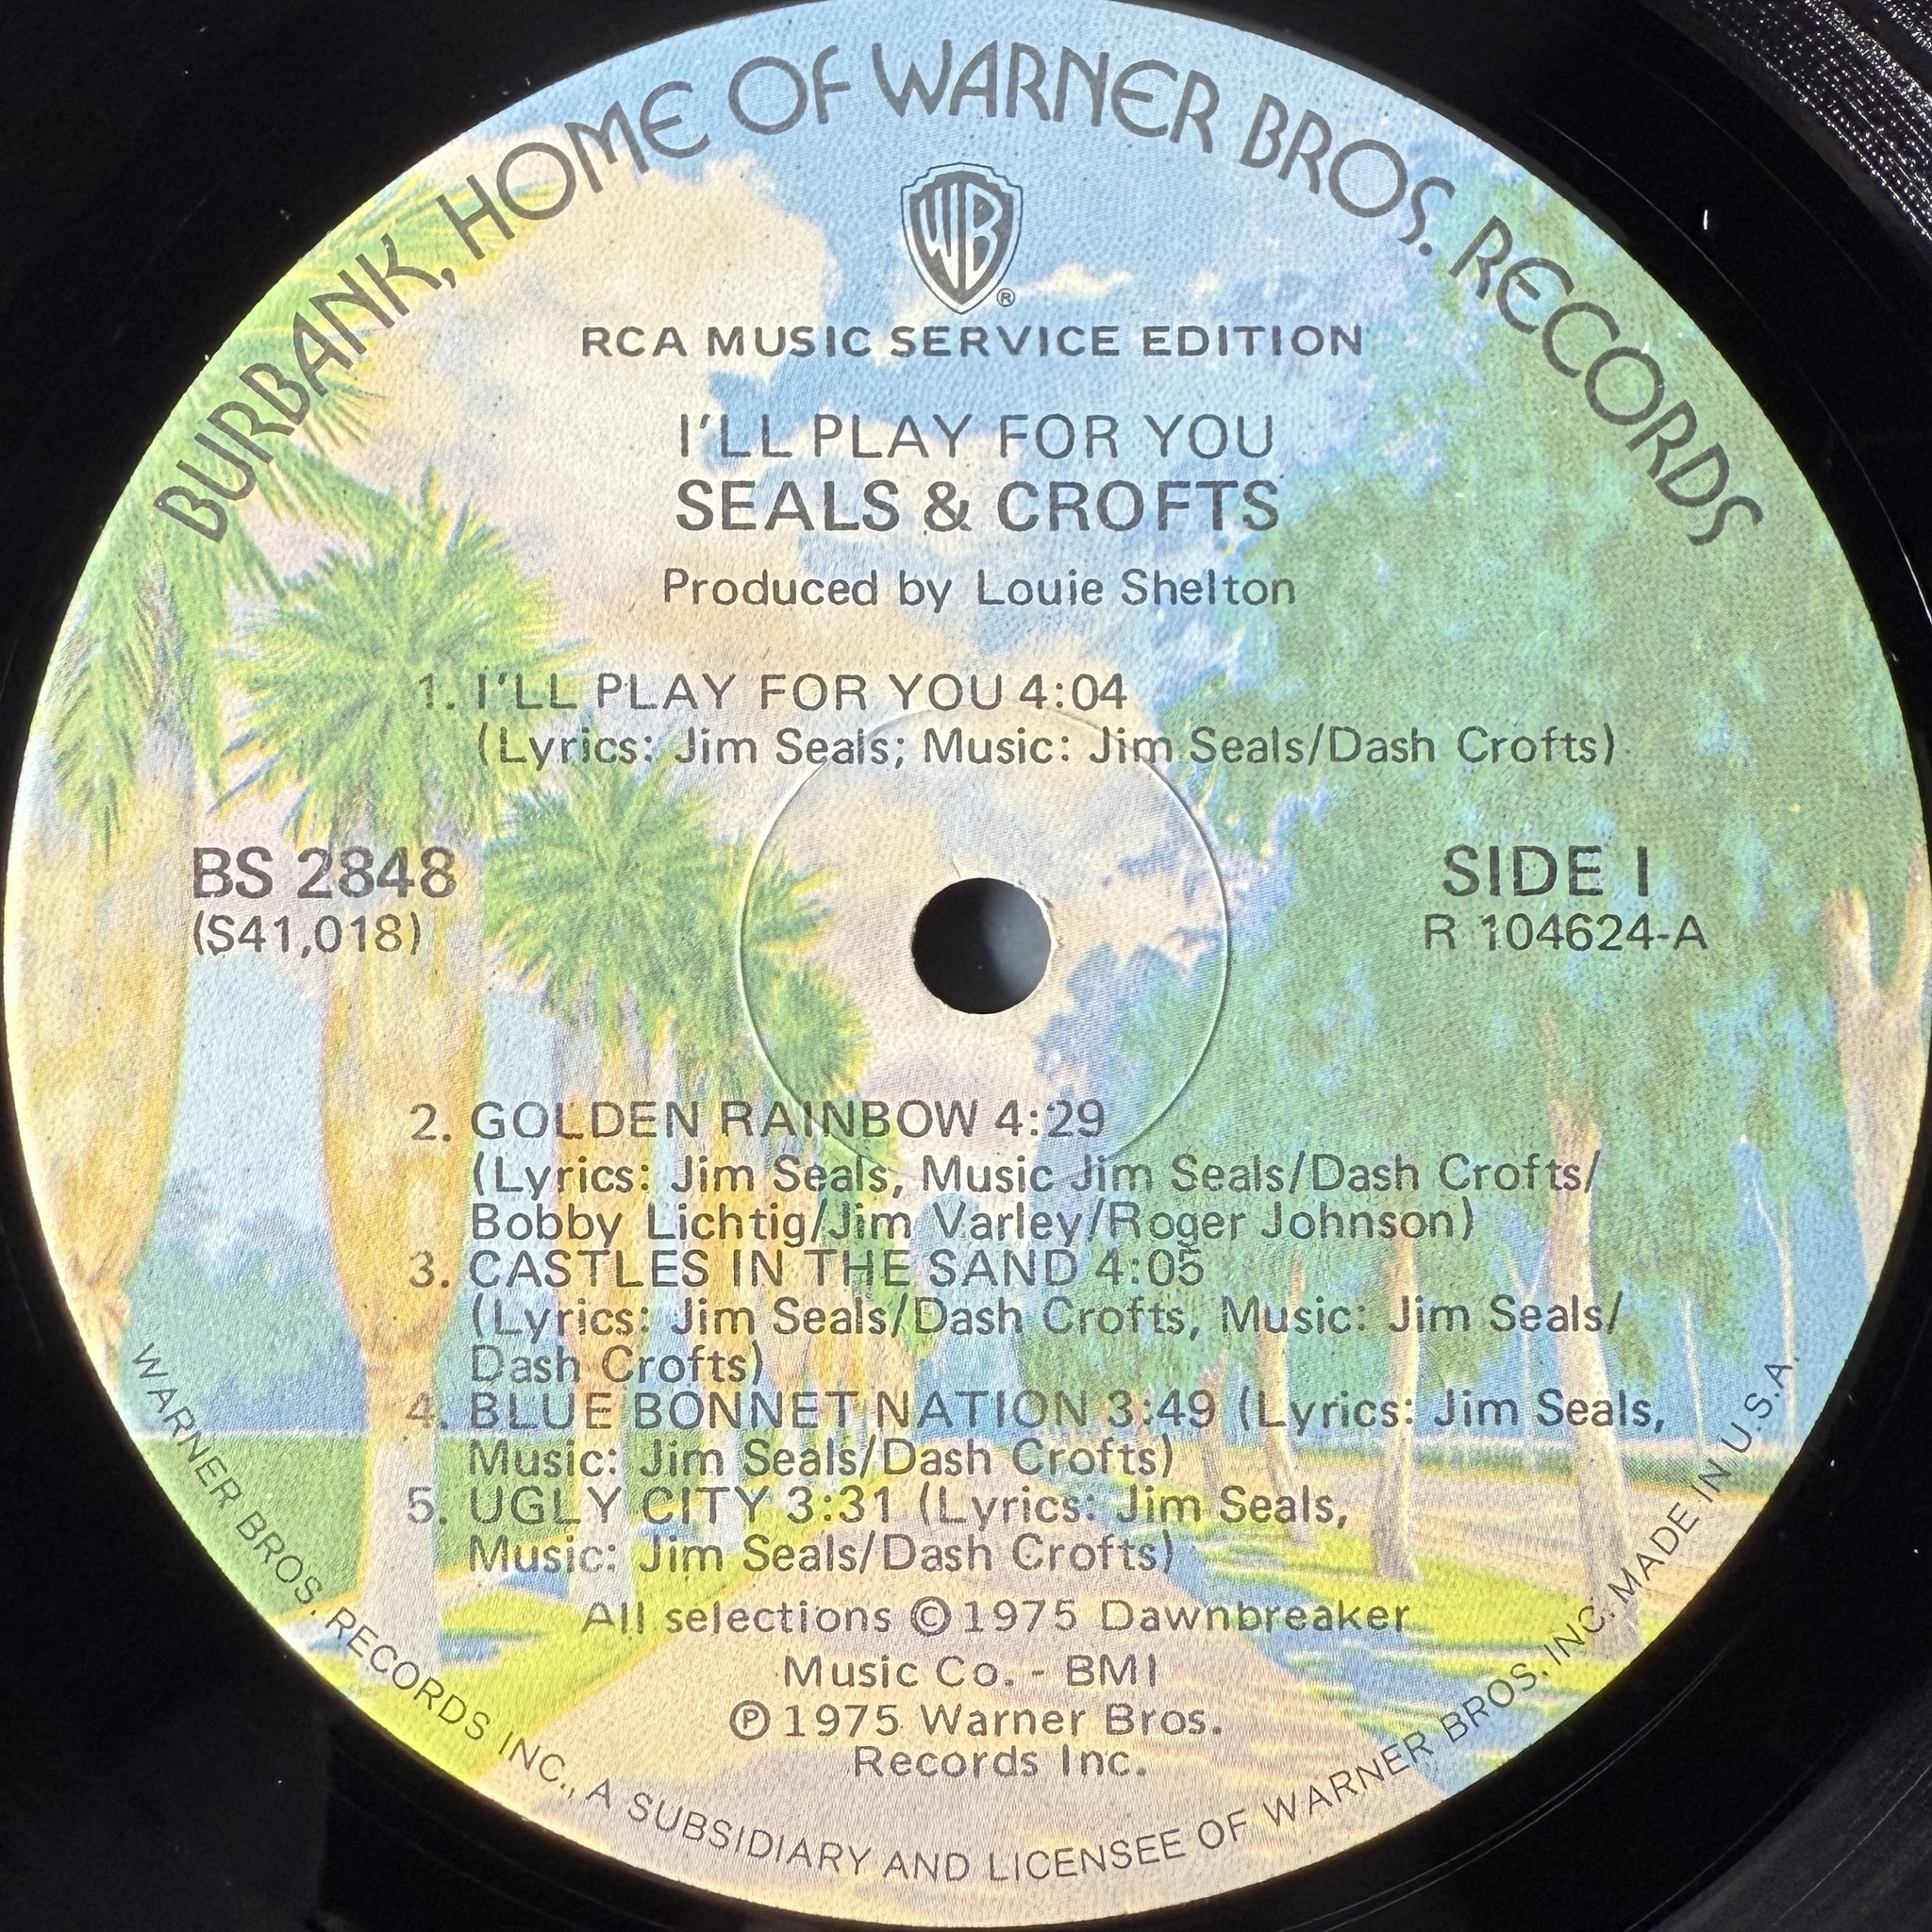 BURBANK, HOME OF WARNER BROS. RECORDS
WB
®
RCA MUSIC SERVICE EDITION
I'LL PLAY FOR YOU
SEALS & CROFTS
Produced by Louie Shelton
1. I'LL PLAY FOR YOU 4:04
(Lyrics: Jim Seals; Music: Jim Seals/Dash Crofts)
BS 2848
(S41,018)
SIDE I
R 104624-A
2. GOLDEN RAINBOW 4:29
(Lyrics: Jim Seals, Music Jim Seals/Dash Crofts/
Bobby Lichtig/Jim Varley/Roger Johnson)
3. CASTLES IN THE SAND 4:05
(Lyrics: Jim Seals/Dash Crofts, Music: Jim Seals/
Dash Crofts)
4. BLUE BONNET NATION 3:49 (Lyrics: Jim Seals,
Music: Jim Seals/Dash Crofts)
5. UGLY CITY 3:31 (Lyrics: Jim Seals,
Music: Jim Seals/Dash Crofts)
All selections © 1975 Dawnbreaker
Music Co. - BMI
℗ 1975 Warner Bros.
Records Inc.
WARNER BROS. RECORDS INC., A SUBSIDIARY AND LICENSEE OF WARNER BROS. INC. MADE IN U.S.A.